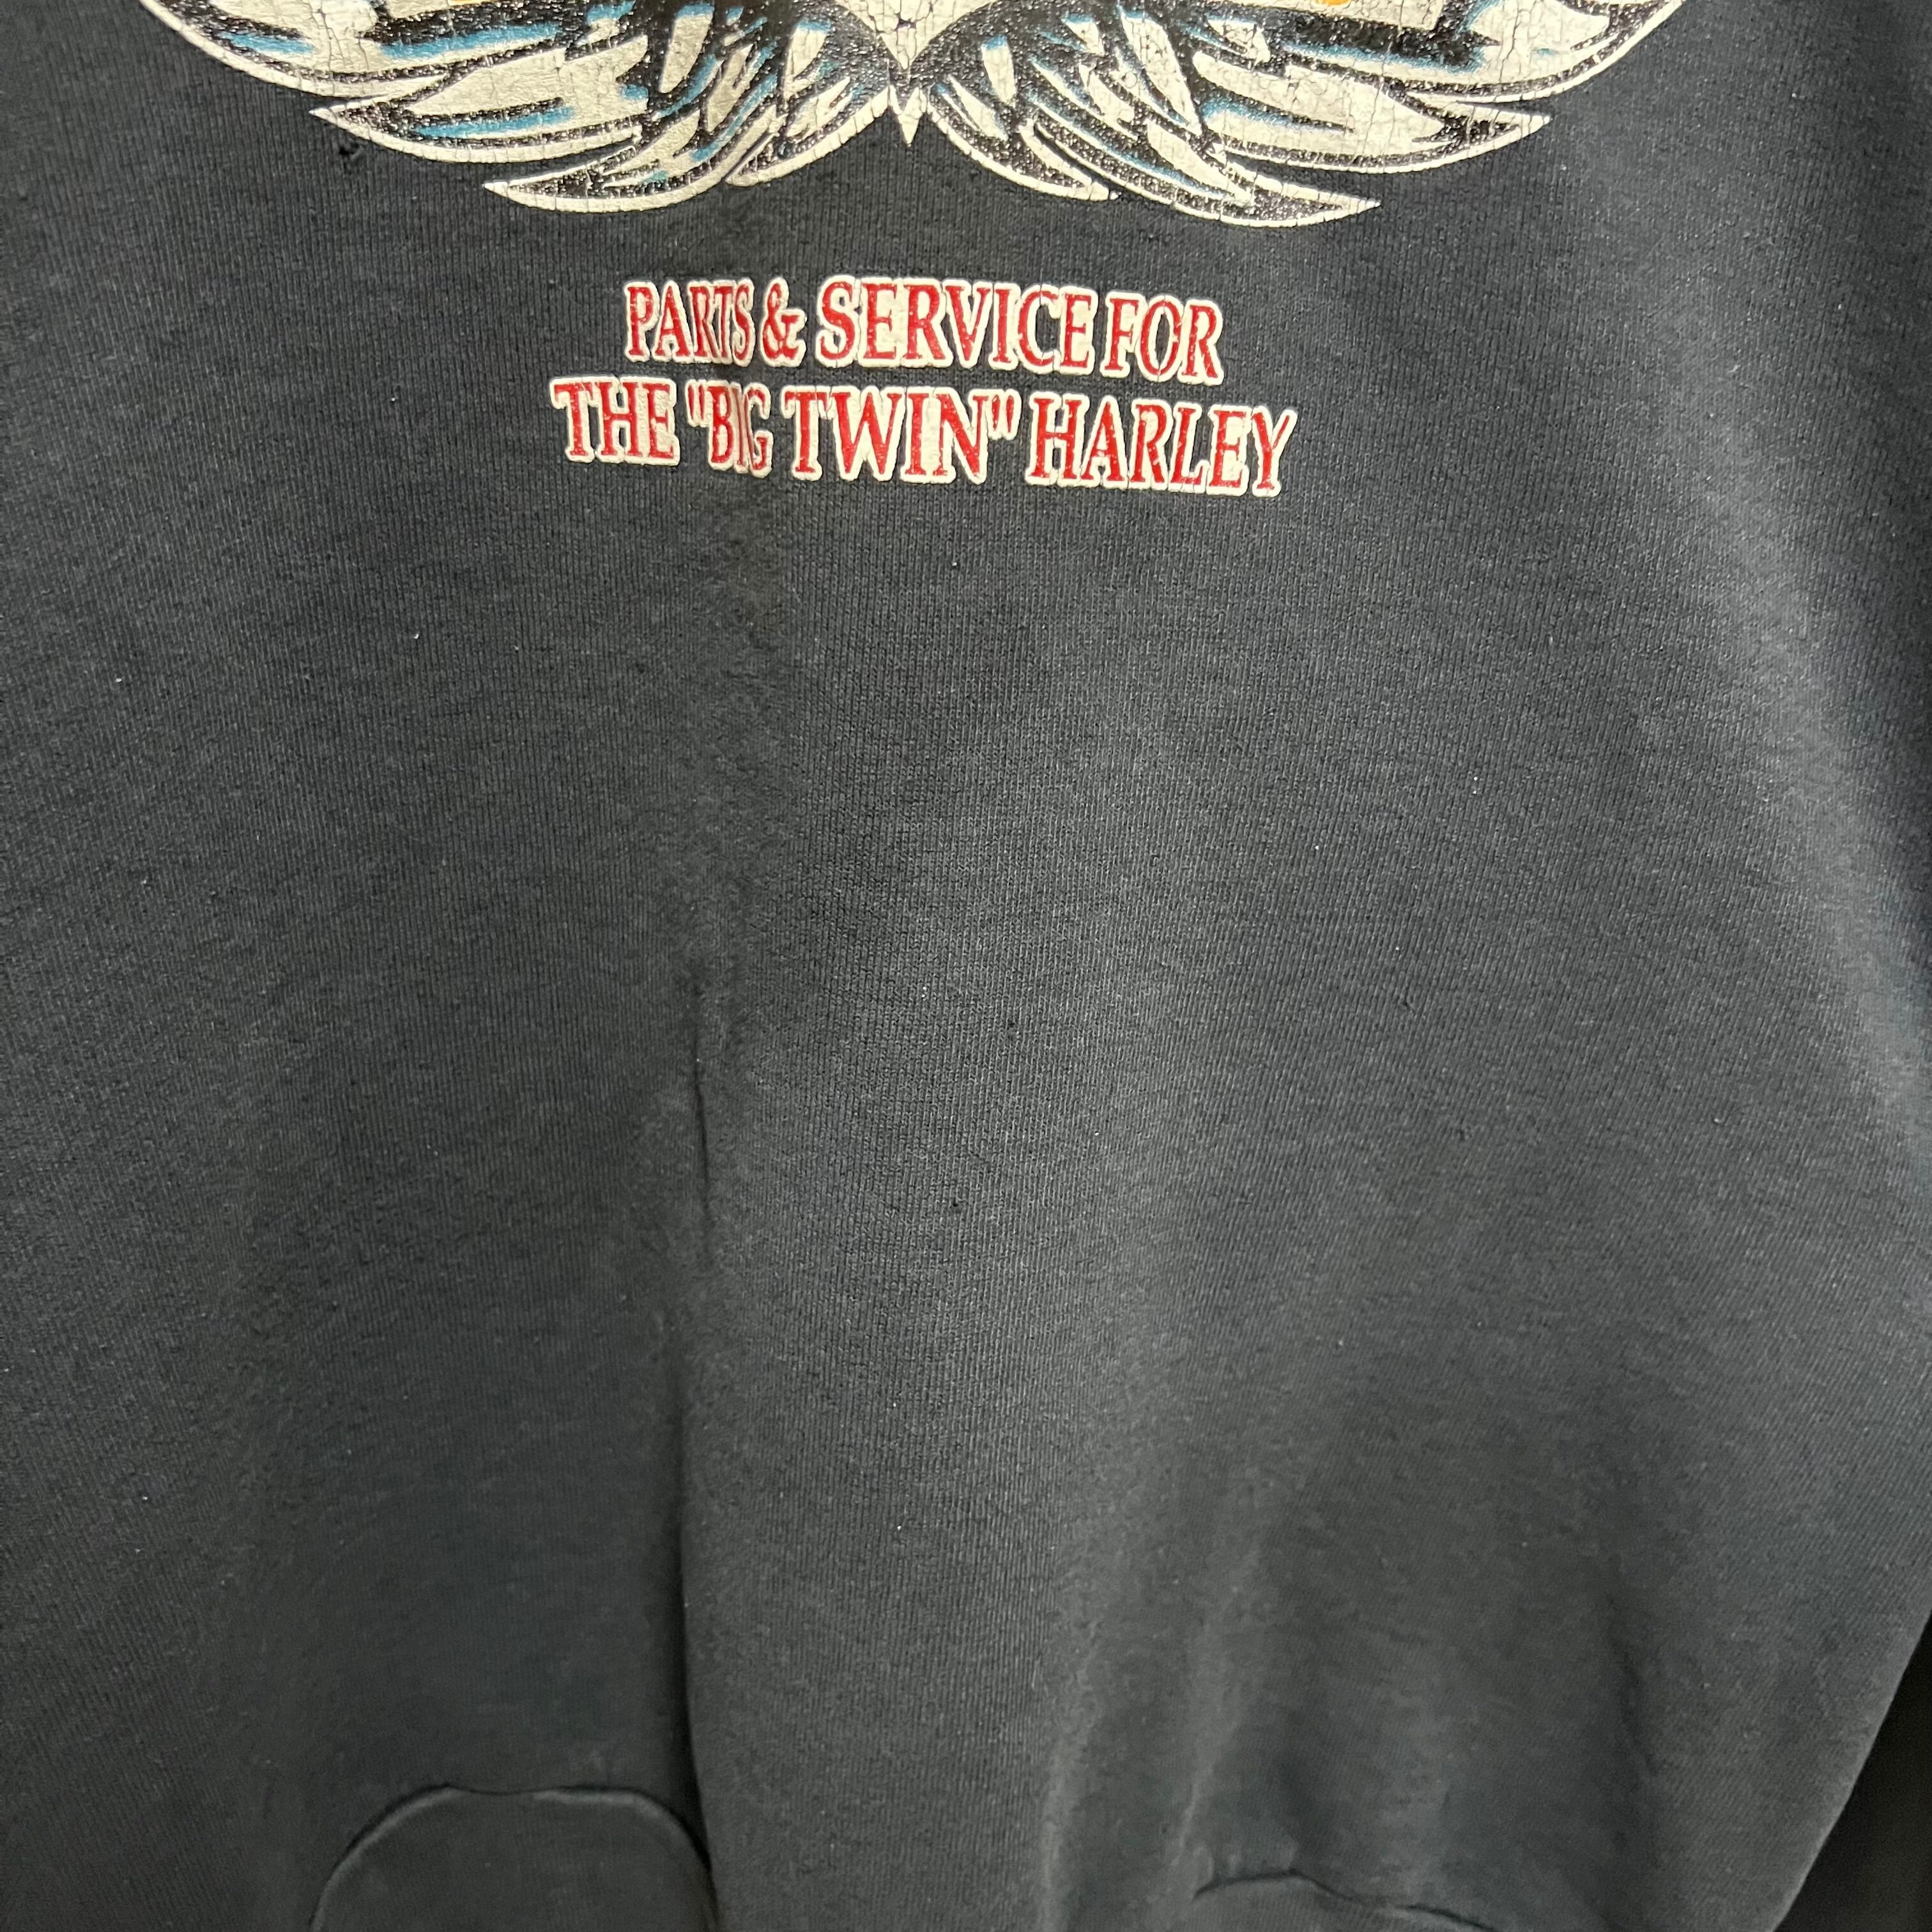 PARTS & SERVICE FOR
THE "BIG TWIN" HARLEY